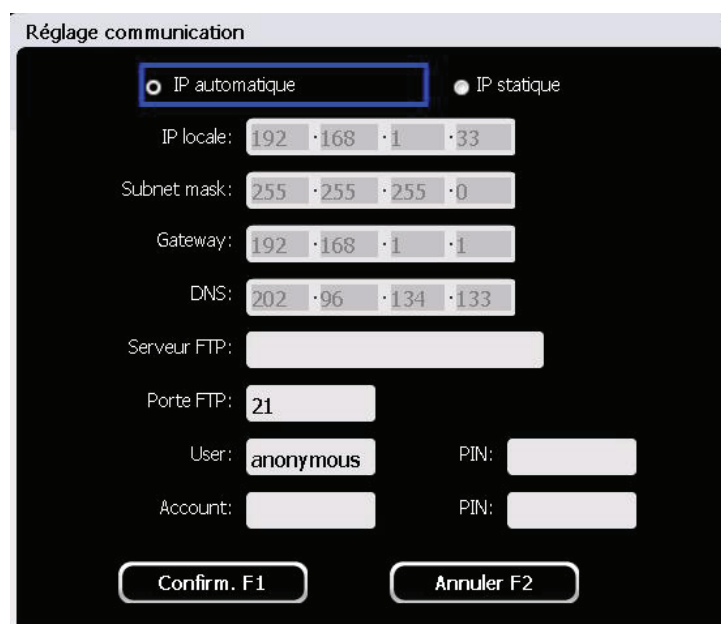 Réglage communication
IP automatique IP statique
IP locale: 192 ·168 ·1 ·33
Subnet mask: 255 ·255 ·255 ·0
Gateway: 192 ·168 ·1 ·1
DNS: 202 ·96 ·134 ·133
Serveur FTP:
Porte FTP: 21
User: anonymous PIN:
Account: PIN:
Confirm. F1 Annuler F2